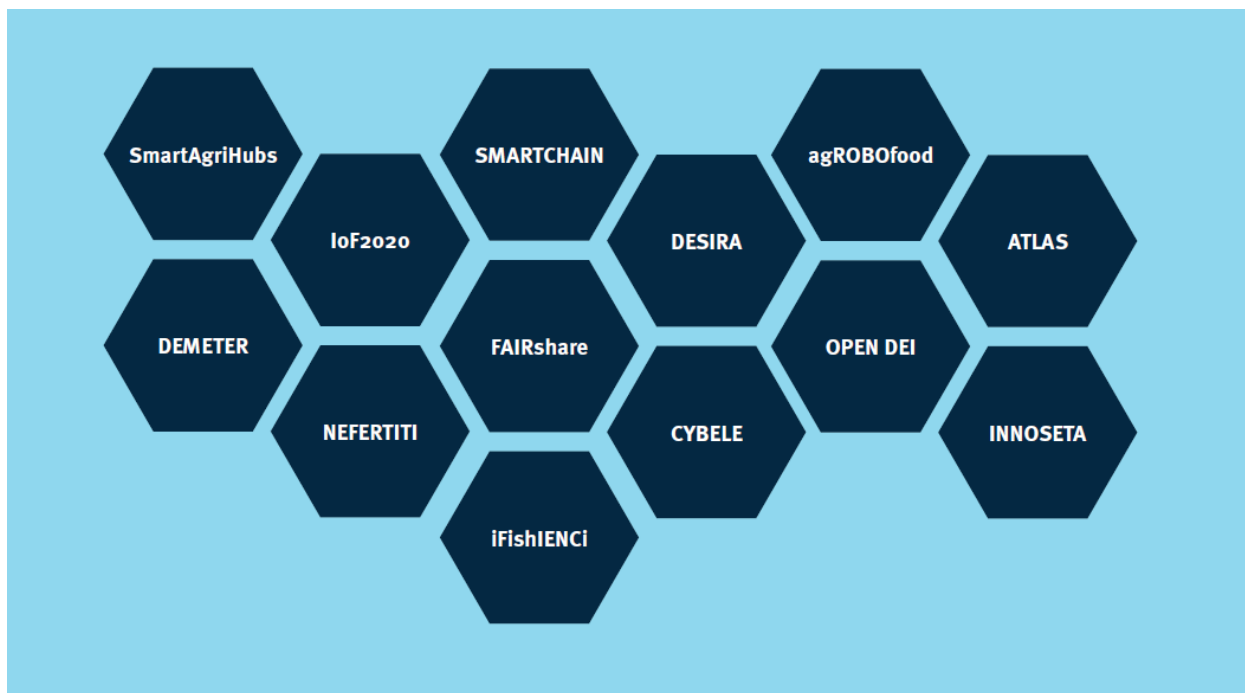 SmartAgriHubs
SMARTCHAIN
agROBOfood
IoF2020
DESIRA
ATLAS
DEMETER
FAIRshare
OPEN DEI
NEFERTITI
CYBELE
INNOSETA
iFishIENCi